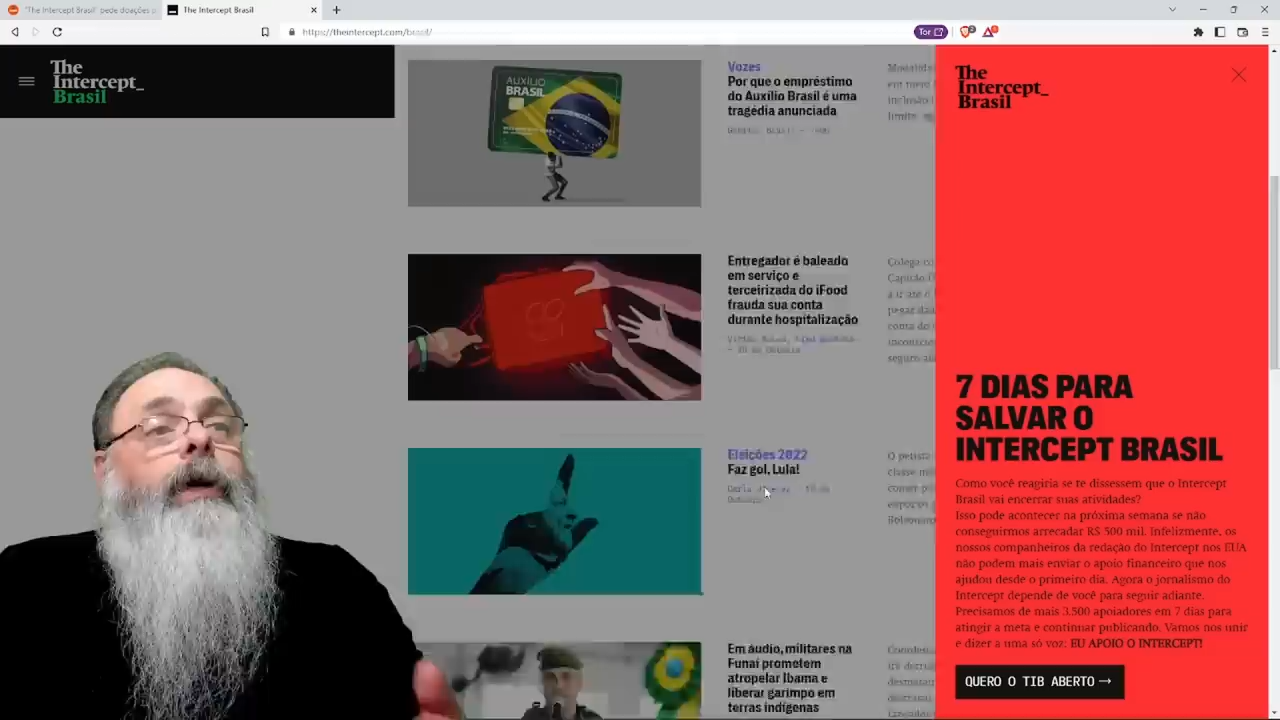 "The Intercept Brasil" pede doações
The Intercept Brasil
https://theintercept.com/brasil/
Tor
The
Intercept_
Brasil
AUXÍLIO
BRASIL
Vozes
Por que o empréstimo
do Auxílio Brasil é uma
tragédia anunciada
Entregador é baleado
em serviço e
terceirizada do iFood
frauda sua conta
durante hospitalização
Eleições 2022
Faz gol, Lula!
Em áudio, militares na
Funai prometem
atropelar Ibama e
liberar garimpo em
terras indígenas
The
Intercept_
Brasil
7 DIAS PARA
SALVAR O
INTERCEPT BRASIL
Como você reagiria se te dissessem que o Intercept
Brasil vai encerrar suas atividades?
Isso pode acontecer na próxima semana se não
conseguirmos arrecadar R$ 500 mil. Infelizmente, os
nossos companheiros da redação do Intercept nos EUA
não podem mais enviar o apoio financeiro que nos
ajudou desde o primeiro dia. Agora o jornalismo do
Intercept depende de você para seguir adiante.
Precisamos de mais 3.500 apoiadores em 7 dias para
atingir a meta e continuar publicando. Vamos nos unir
e dizer a uma só voz: EU APOIO O INTERCEPT!
QUERO O TIB ABERTO →